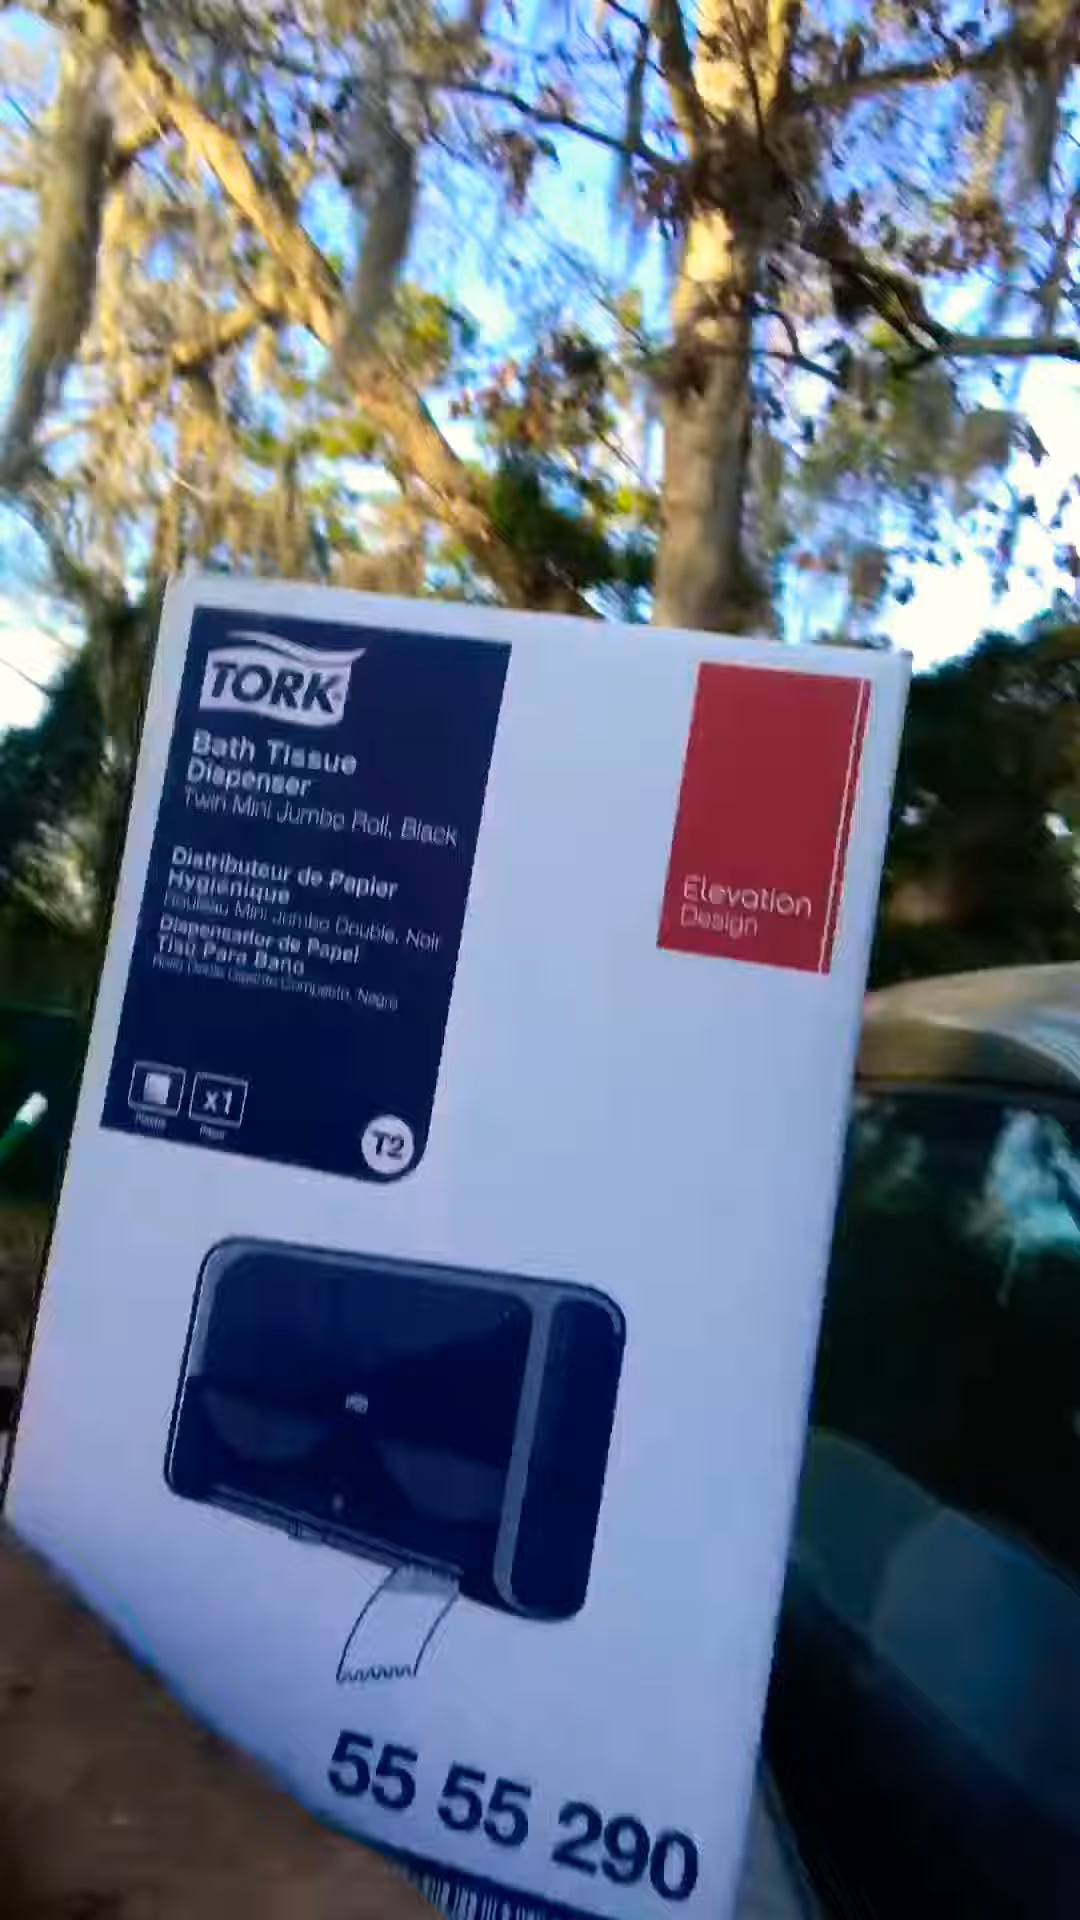 TORK
Bath Tissue
Dispenser
Twin Mini Jumbo Roll, Black
Distributeur de Papier
Hygiénique
Rouleau Mini Jumbo Double, Noir
Dispensador de Papel
Tisú Para Baño
Negro
x1
T2
Elevation
Design
55 55 290